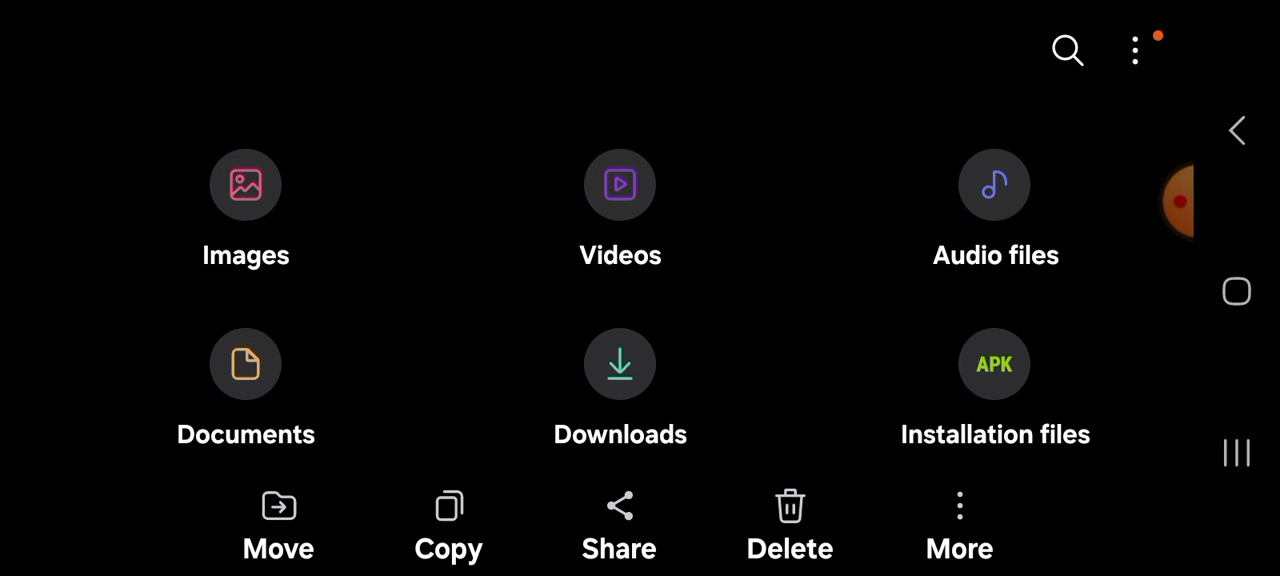 Images Videos Audio files
APK
Documents Downloads Installation files
Move Copy Share Delete More